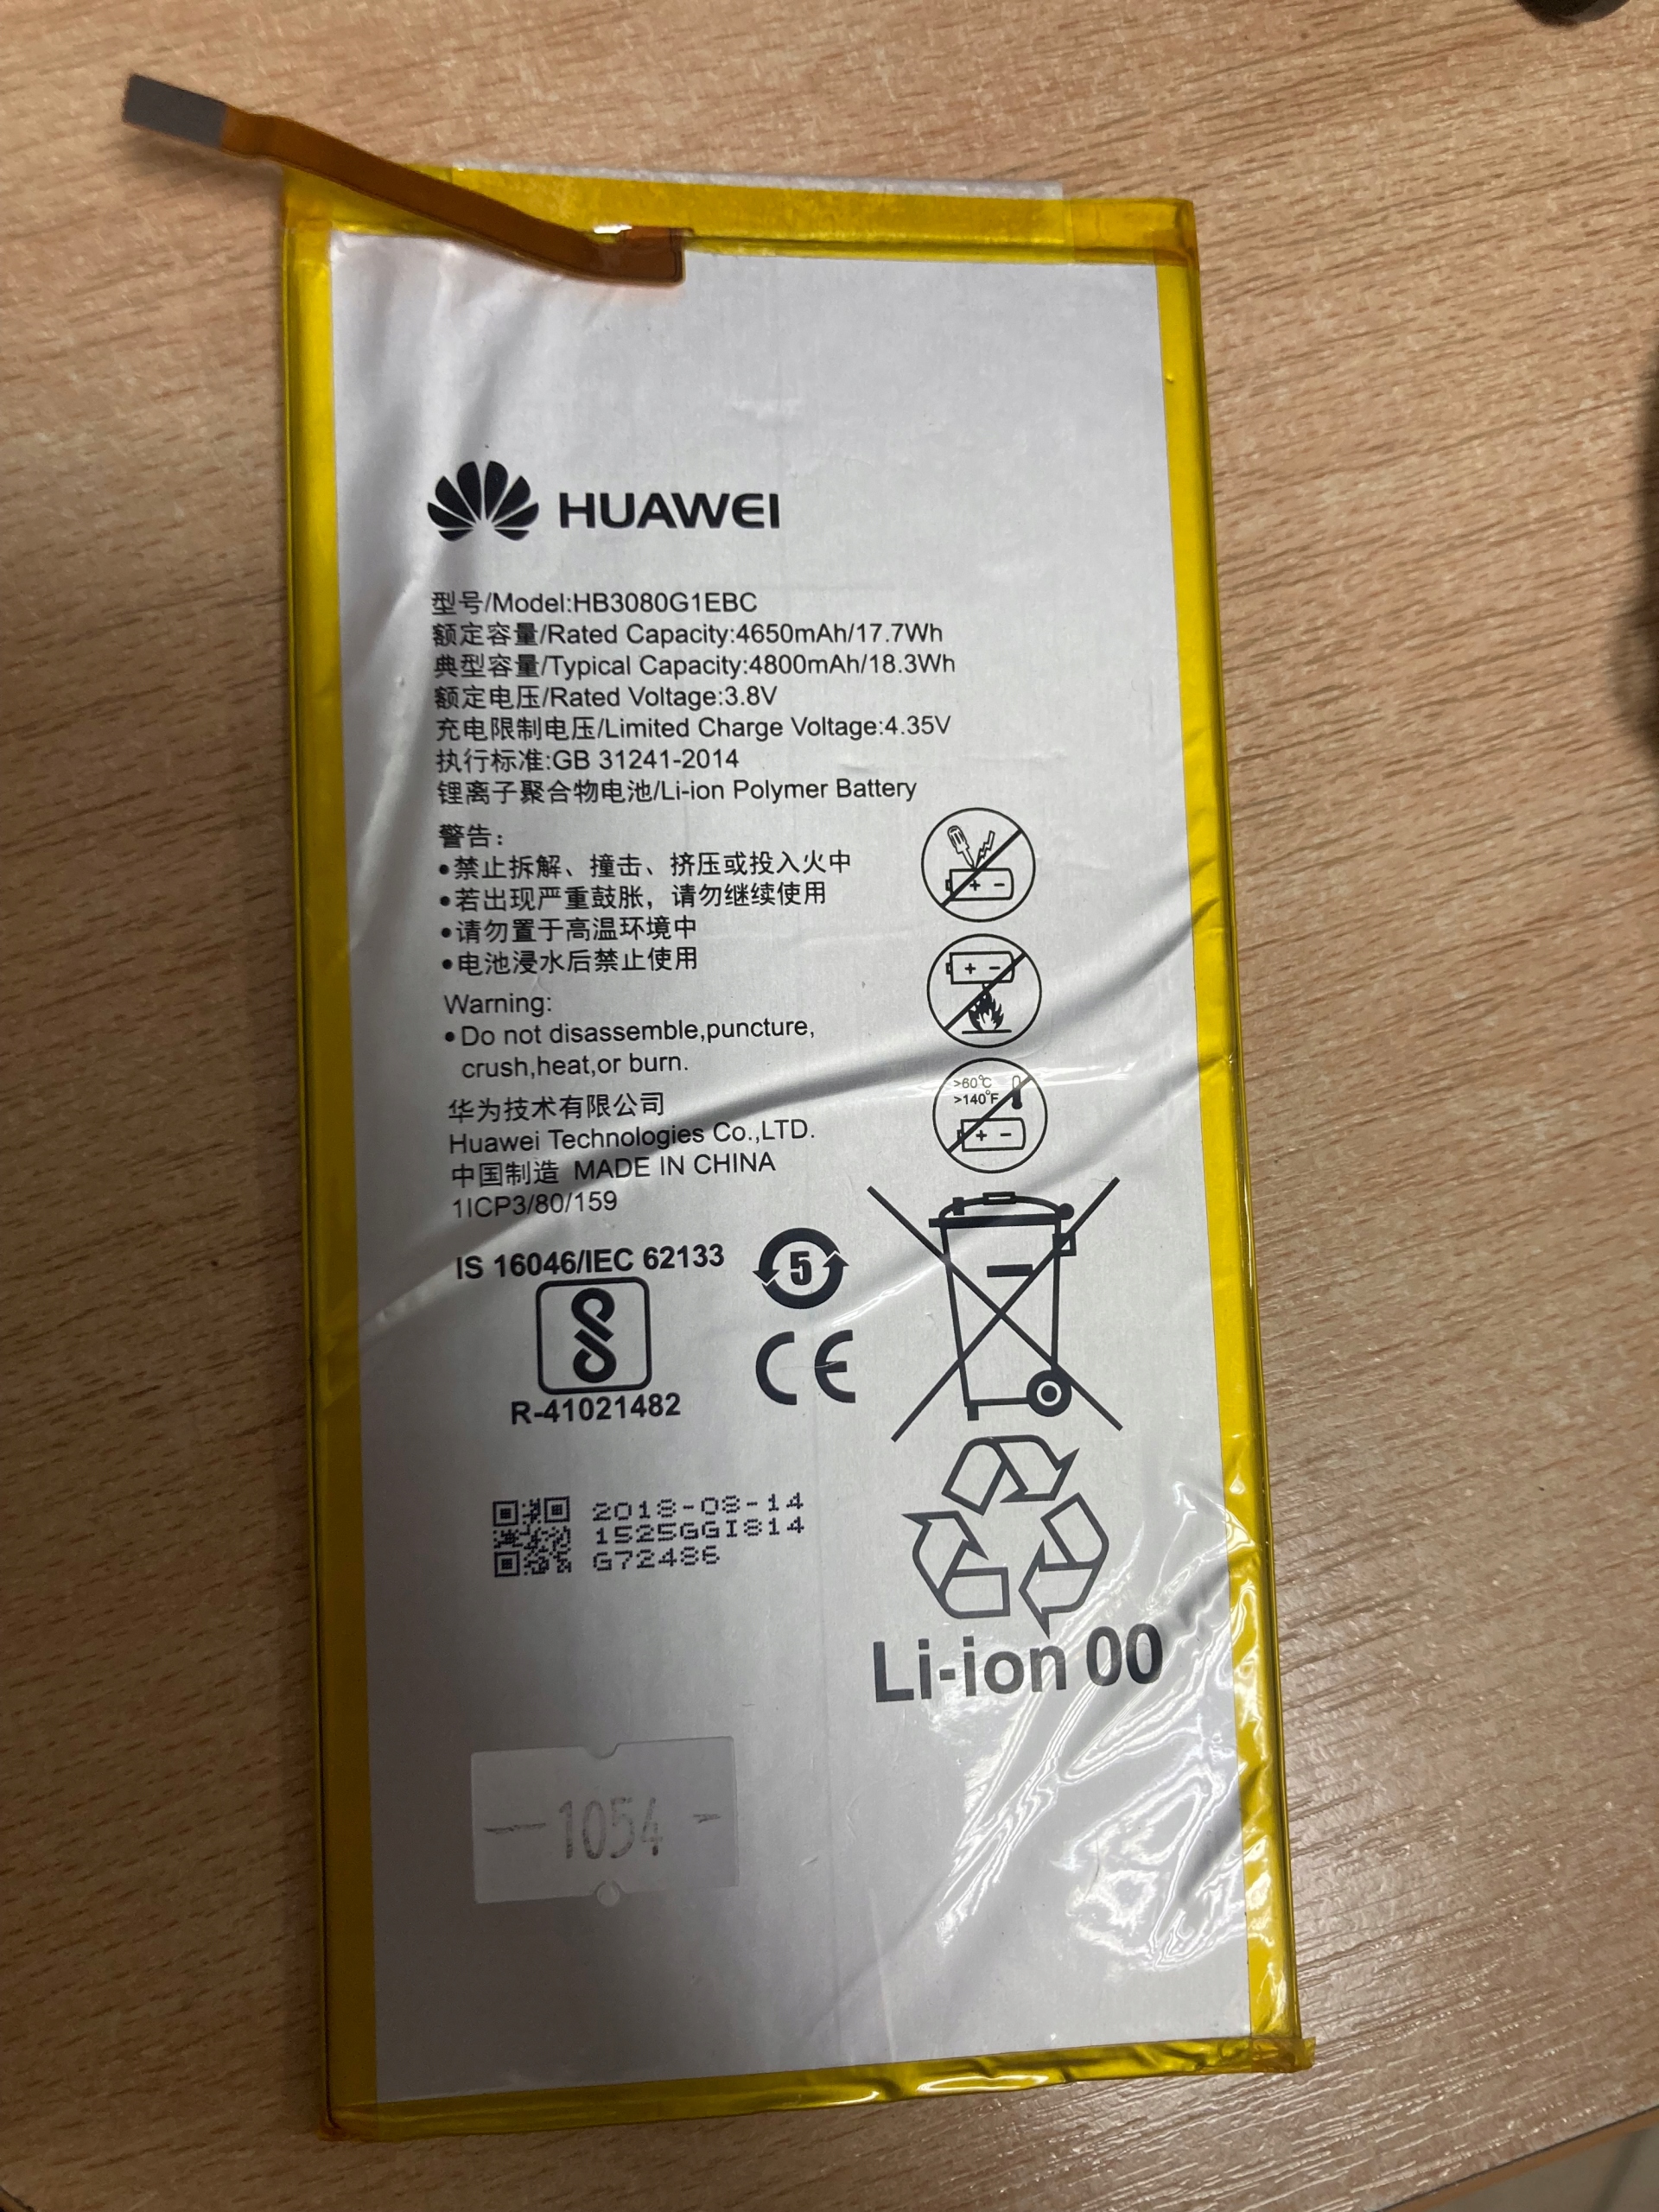 HUAWEI
型号/Model:HB3080G1EBC
额定容量/Rated Capacity:4650mAh/17.7Wh
典型容量/Typical Capacity:4800mAh/18.3Wh
额定电压/Rated Voltage:3.8V
充电限制电压/Limited Charge Voltage:4.35V
执行标准:GB 31241-2014
锂离子聚合物电池/Li-ion Polymer Battery
警告:
•禁止拆解、撞击、挤压或投入火中
•若出现严重鼓胀，请勿继续使用
•请勿置于高温环境中
•电池浸水后禁止使用
Warning:
•Do not disassemble,puncture,
crush,heat,or burn.
>60℃
>140℉
华为技术有限公司
Huawei Technologies Co.,LTD.
中国制造 MADE IN CHINA
1ICP3/80/159
IS 16046/IEC 62133
5
CE
R-41021482
2018-08-14
1525GGI814
G72486
Li-ion 00
-1054-